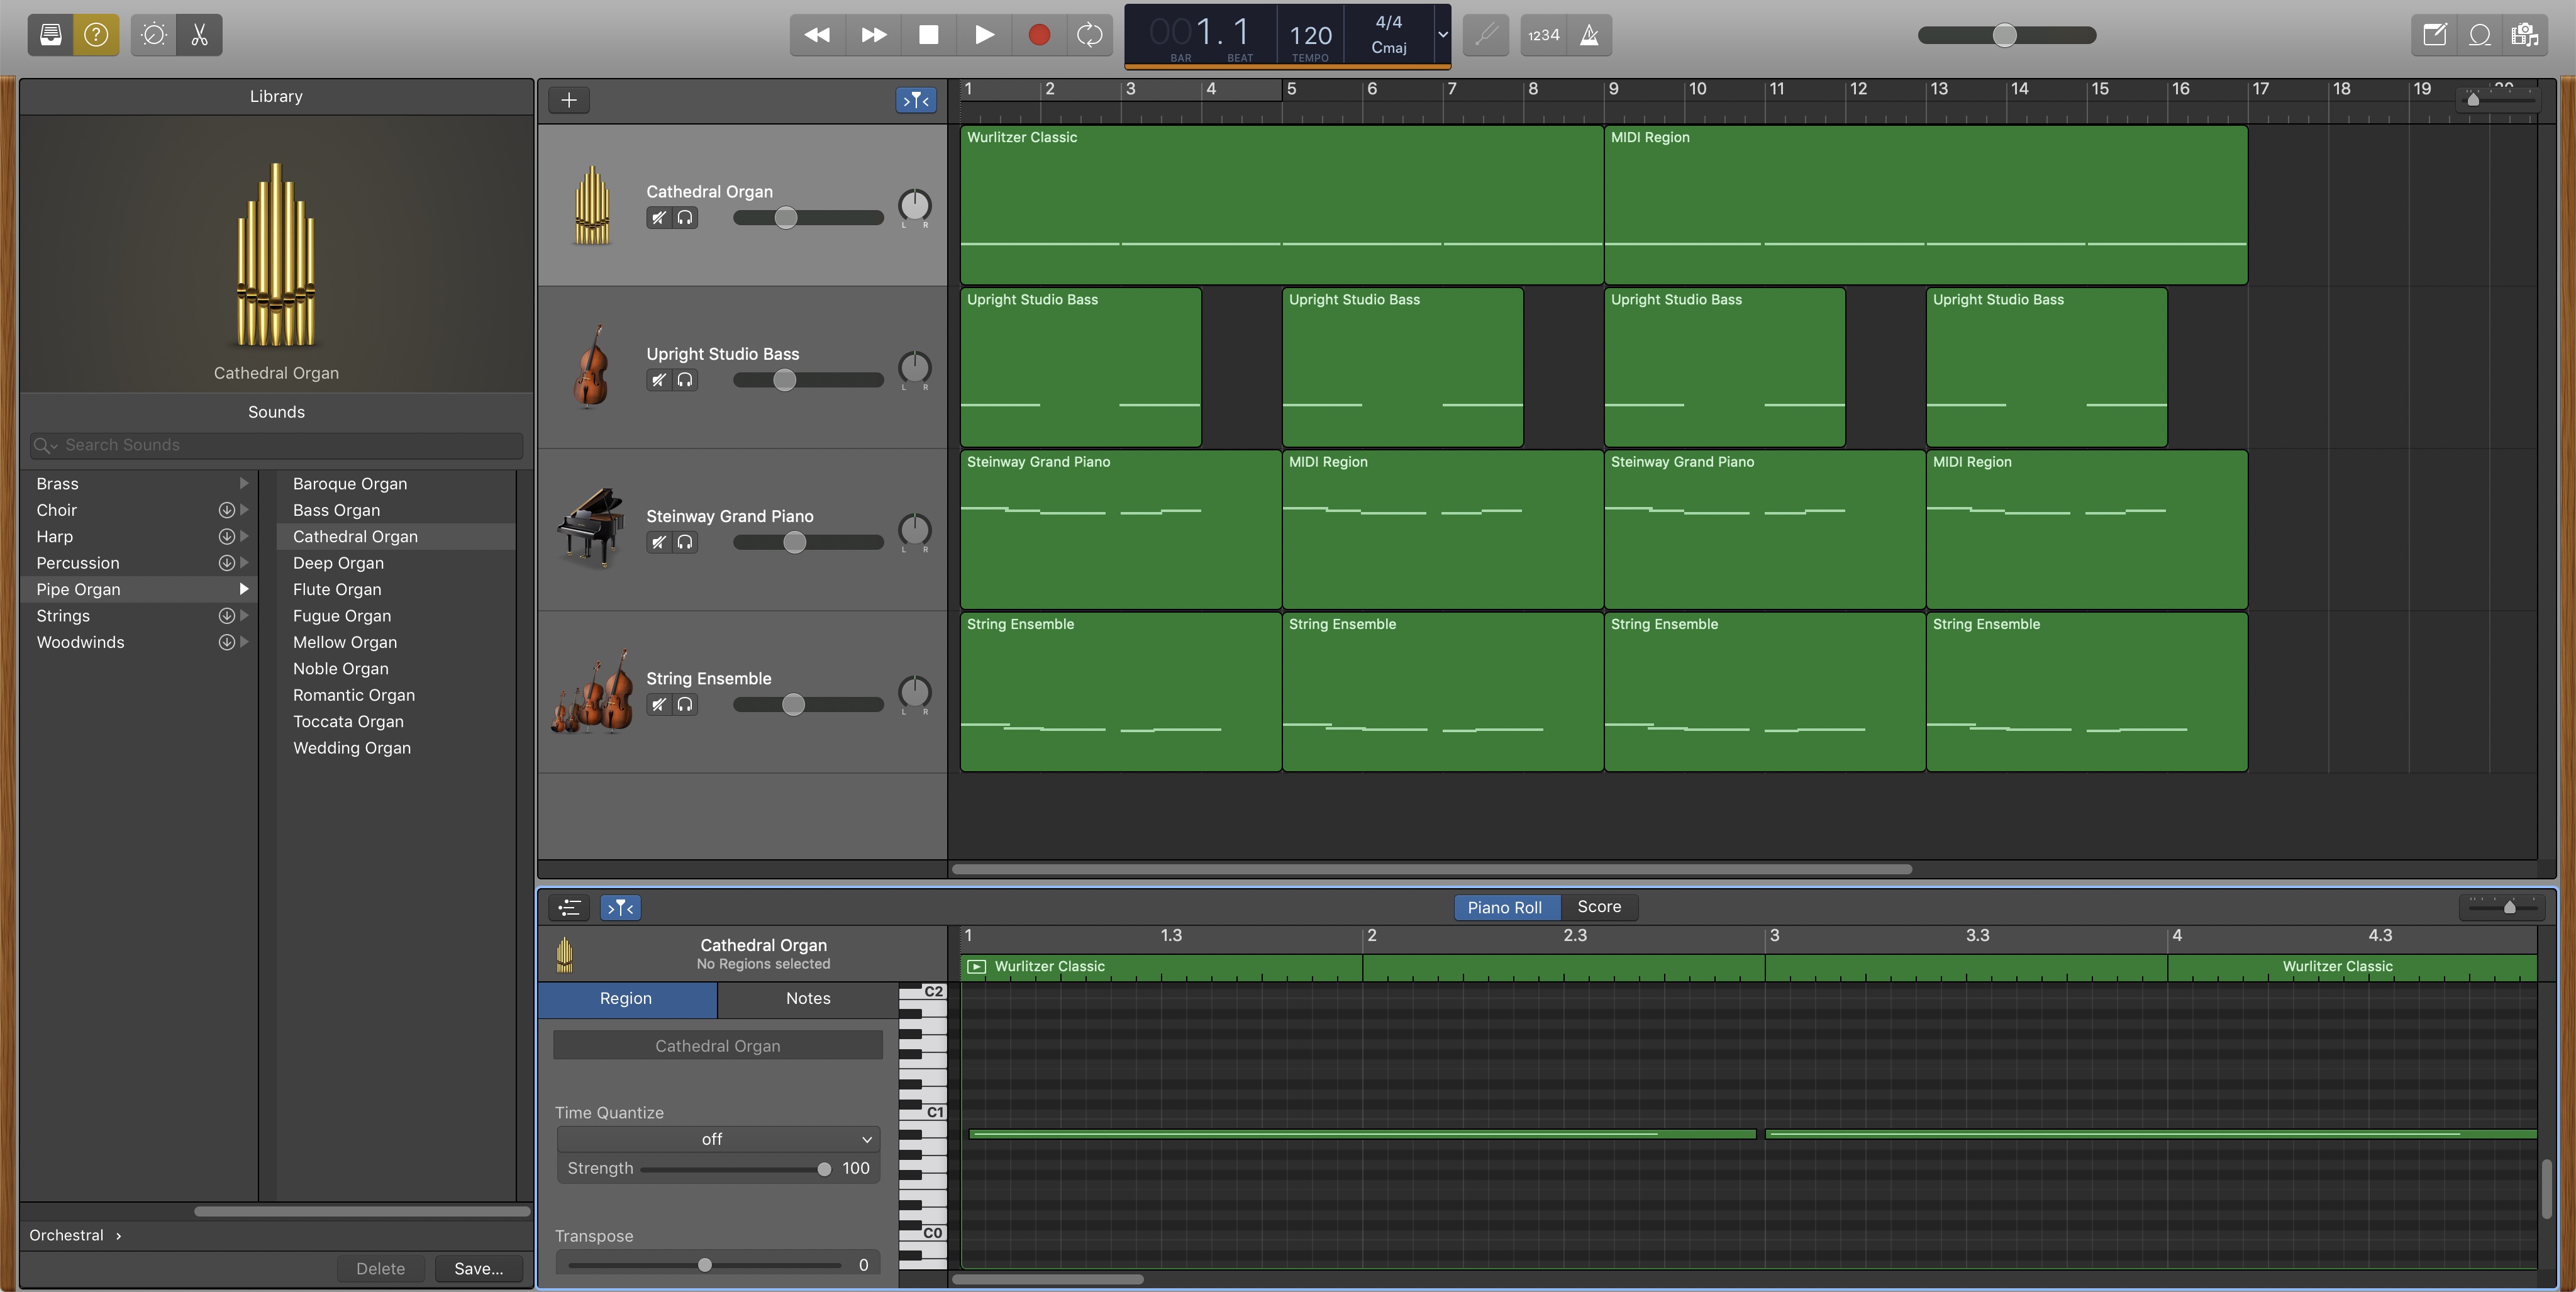 001.1
120
4/4
Cmaj
BAR
BEAT
TEMPO
1234
Library
Cathedral Organ
Sounds
Search Sounds
Brass
Choir
Harp
Percussion
Pipe Organ
Strings
Woodwinds
Baroque Organ
Bass Organ
Cathedral Organ
Deep Organ
Flute Organ
Fugue Organ
Mellow Organ
Noble Organ
Romantic Organ
Toccata Organ
Wedding Organ
Orchestral
Delete
Save...
1 2 3 4 5 6 7 8 9 10 11 12 13 14 15 16 17 18 19 20
Cathedral Organ
L R
Wurlitzer Classic
MIDI Region
Upright Studio Bass
L R
Upright Studio Bass
Upright Studio Bass
Upright Studio Bass
Upright Studio Bass
Steinway Grand Piano
L R
Steinway Grand Piano
MIDI Region
Steinway Grand Piano
MIDI Region
String Ensemble
L R
String Ensemble
String Ensemble
String Ensemble
String Ensemble
Piano Roll
Score
Cathedral Organ
No Regions selected
1 1.3 2 2.3 3 3.3 4 4.3
Wurlitzer Classic
Wurlitzer Classic
Region
Notes
Cathedral Organ
Time Quantize
off
Strength
100
Transpose
0
C2
C1
C0